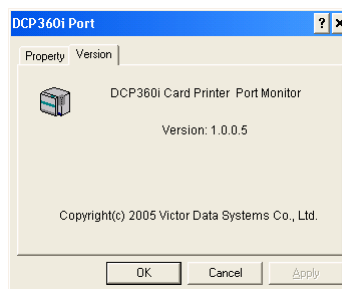 DCP360i Port
Property Version
DCP360i Card Printer Port Monitor
Version: 1.0.0.5
Copyright(c) 2005 Victor Data Systems Co., Ltd.
OK Cancel Apply